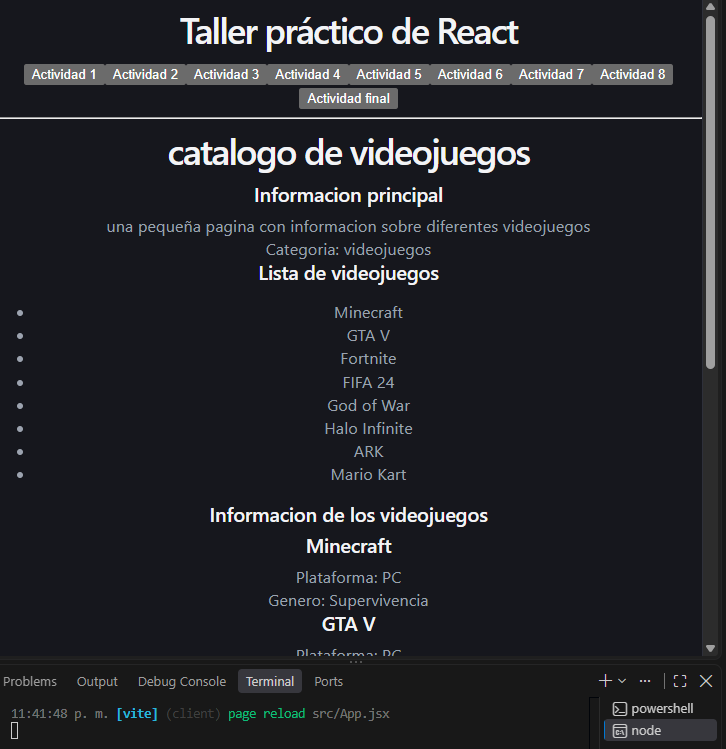 Taller práctico de React
Actividad 1 Actividad 2 Actividad 3 Actividad 4 Actividad 5 Actividad 6 Actividad 7 Actividad 8
Actividad final
catalogo de videojuegos
Informacion principal
una pequeña pagina con informacion sobre diferentes videojuegos
Categoria: videojuegos
Lista de videojuegos
Minecraft
GTA V
Fortnite
FIFA 24
God of War
Halo Infinite
ARK
Mario Kart
Informacion de los videojuegos
Minecraft
Plataforma: PC
Genero: Supervivencia
GTA V
Plataforma: PC
Problems Output Debug Console Terminal Ports
11:41:48 p. m. [vite] (client) page reload src/App.jsx
powershell
node